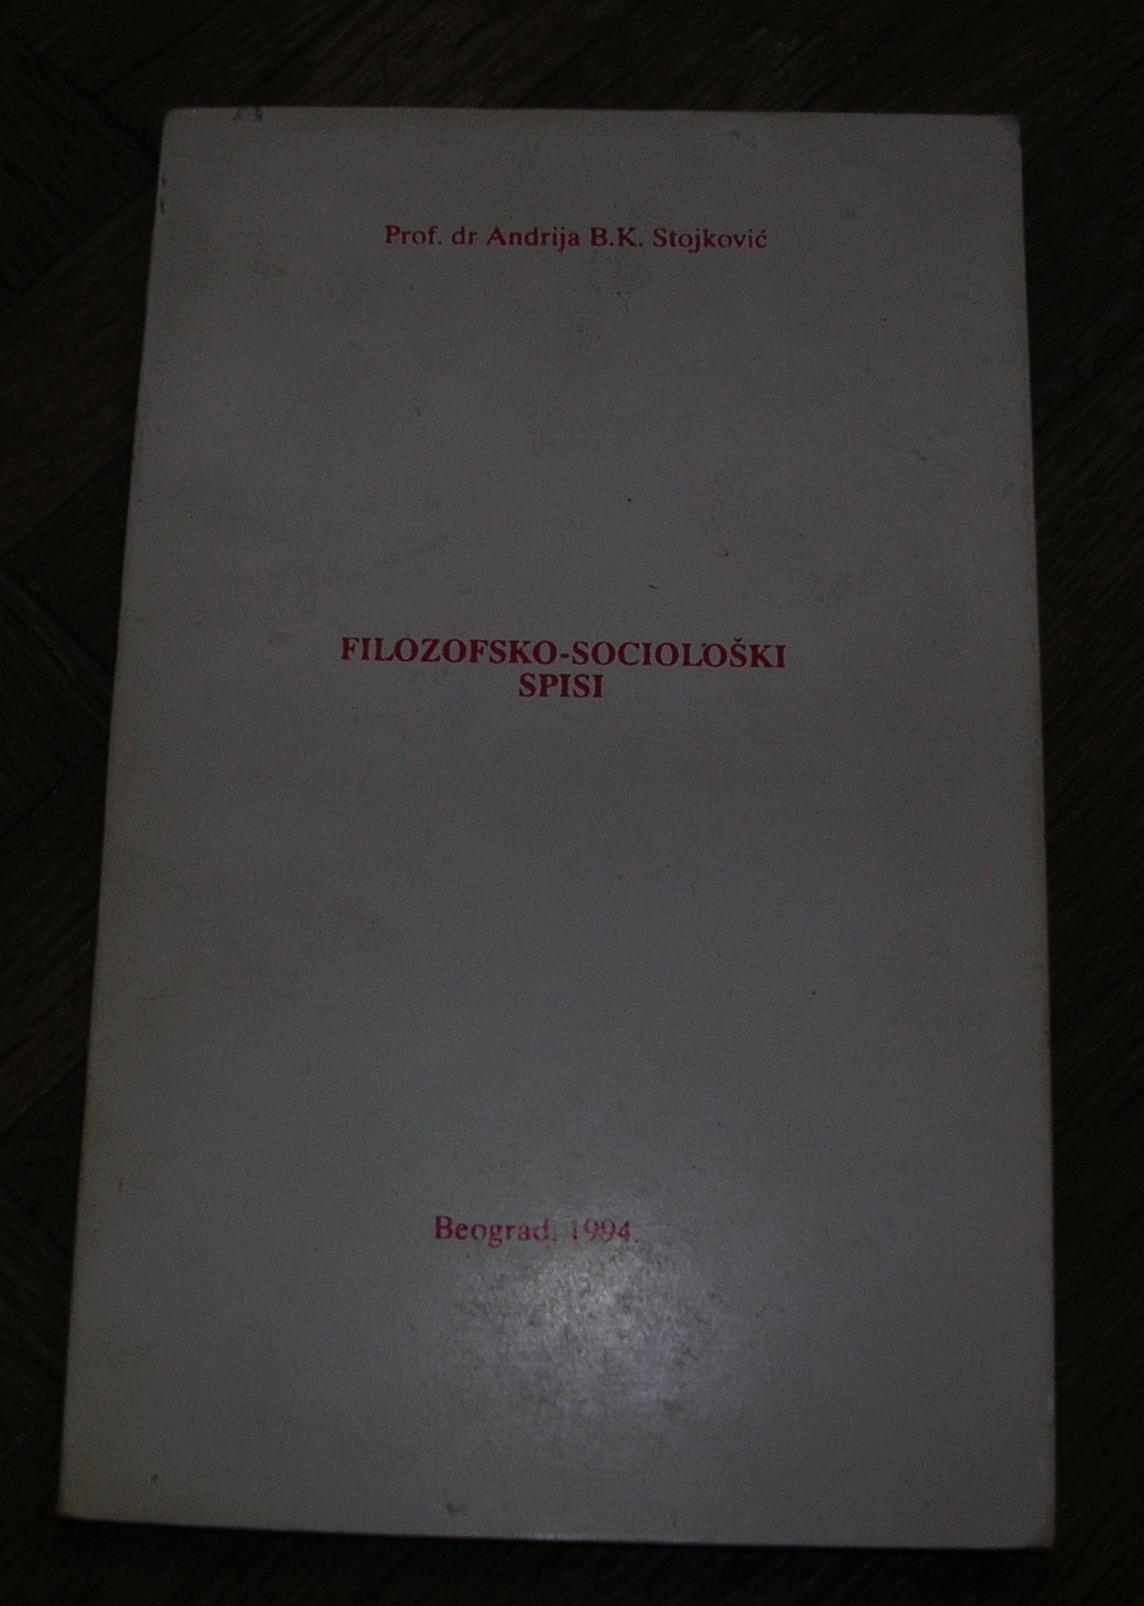 Prof. dr Andrija B.K. Stojković
FILOZOFSKO-SOCIOLOŠKI
SPISI
Beograd, 1994.